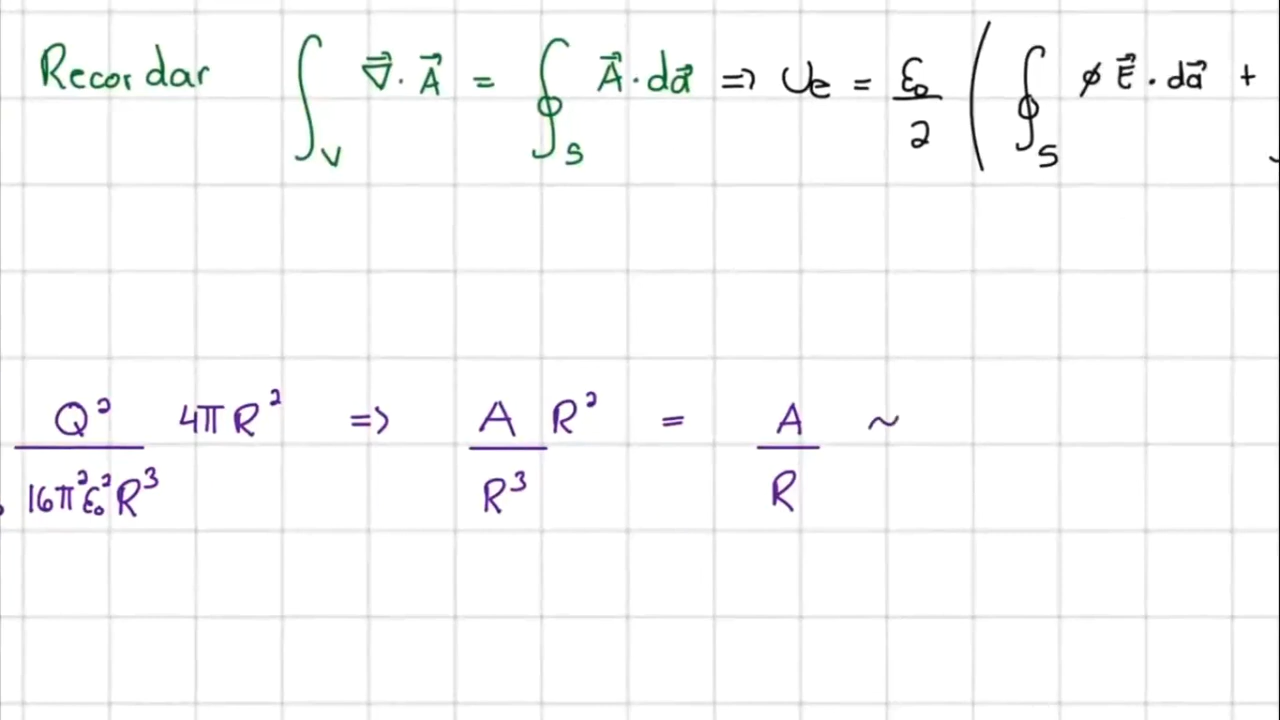 Recordar ∫_V ∇⃗ · A⃗ = ∮_S A⃗ · da⃗ => U_e = ε₀/2 ( ∮_S φ E⃗ · da⃗ +
Q²/16π²ε₀²R³ 4πR² => A/R³ R² = A/R ~